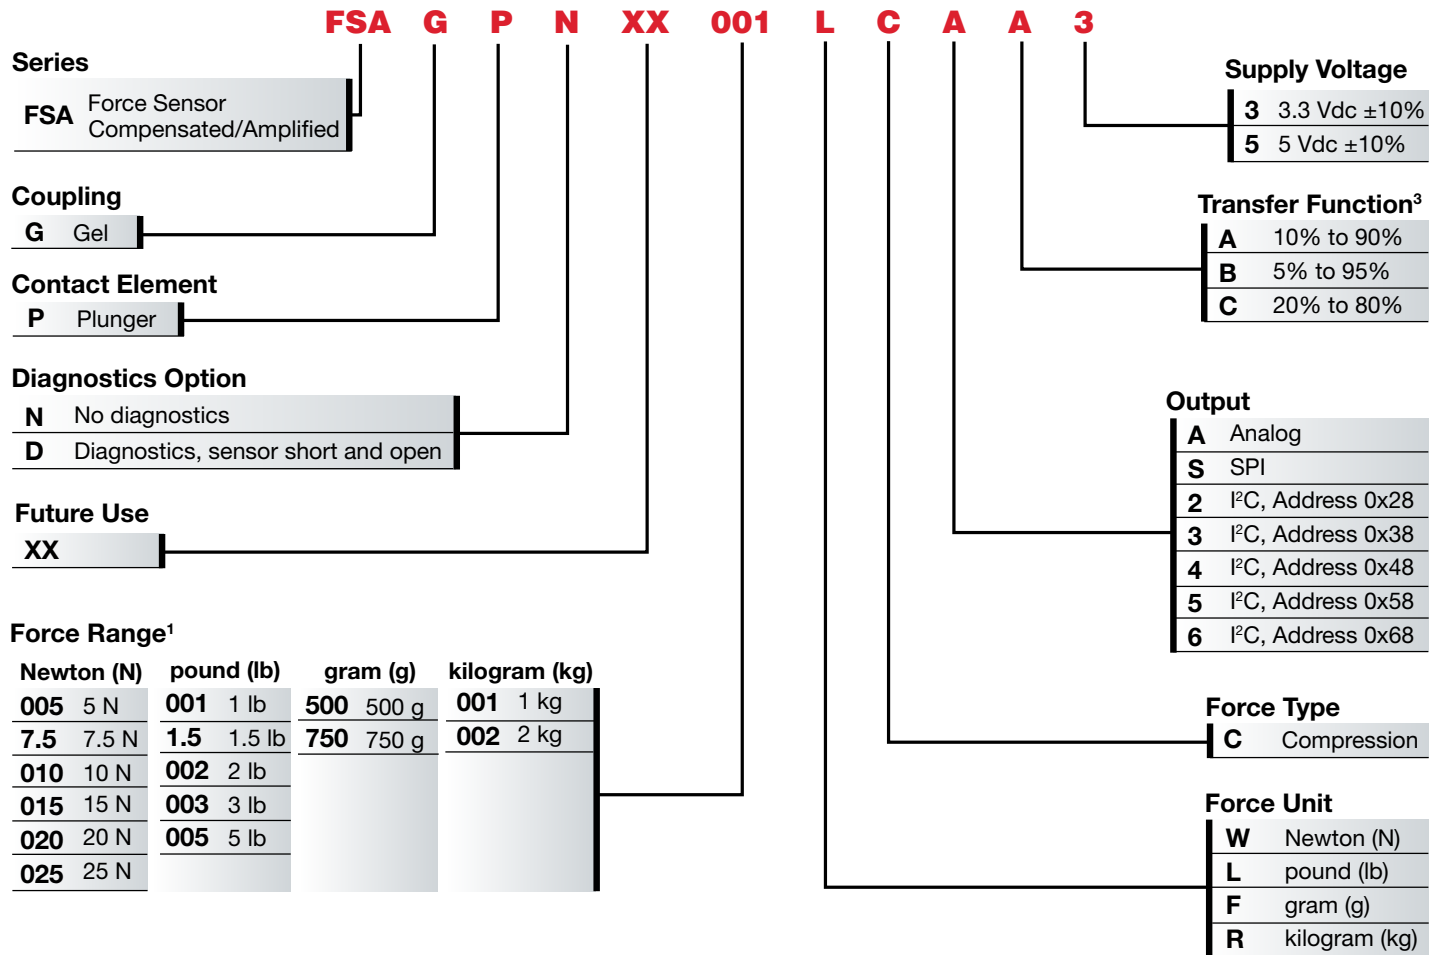 FSA G P N XX 001 L C A A 3
Series
FSA Force Sensor
Compensated/Amplified
Coupling
G Gel
Contact Element
P Plunger
Diagnostics Option
N No diagnostics
D Diagnostics, sensor short and open
Future Use
XX
Force Range¹
Newton (N) pound (lb) gram (g) kilogram (kg)
005 5 N 001 1 lb 500 500 g 001 1 kg
7.5 7.5 N 1.5 1.5 lb 750 750 g 002 2 kg
010 10 N 002 2 lb
015 15 N 003 3 lb
020 20 N 005 5 lb
025 25 N
Supply Voltage
3 3.3 Vdc ±10%
5 5 Vdc ±10%
Transfer Function³
A 10% to 90%
B 5% to 95%
C 20% to 80%
Output
A Analog
S SPI
2 I²C, Address 0x28
3 I²C, Address 0x38
4 I²C, Address 0x48
5 I²C, Address 0x58
6 I²C, Address 0x68
Force Type
C Compression
Force Unit
W Newton (N)
L pound (lb)
F gram (g)
R kilogram (kg)